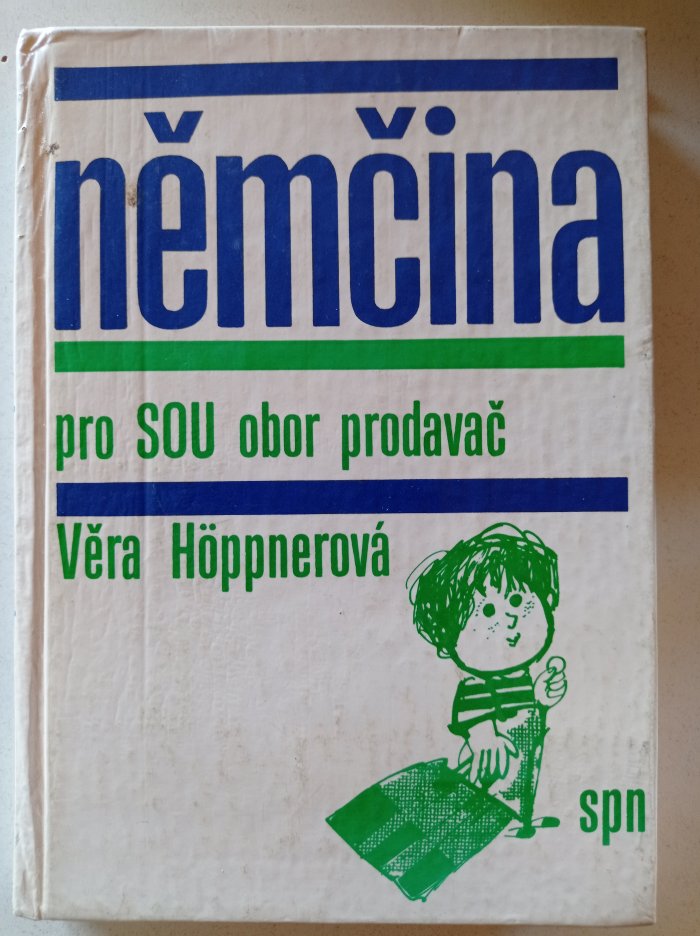 němčina
pro SOU obor prodavač
Věra Höppnerová
spn